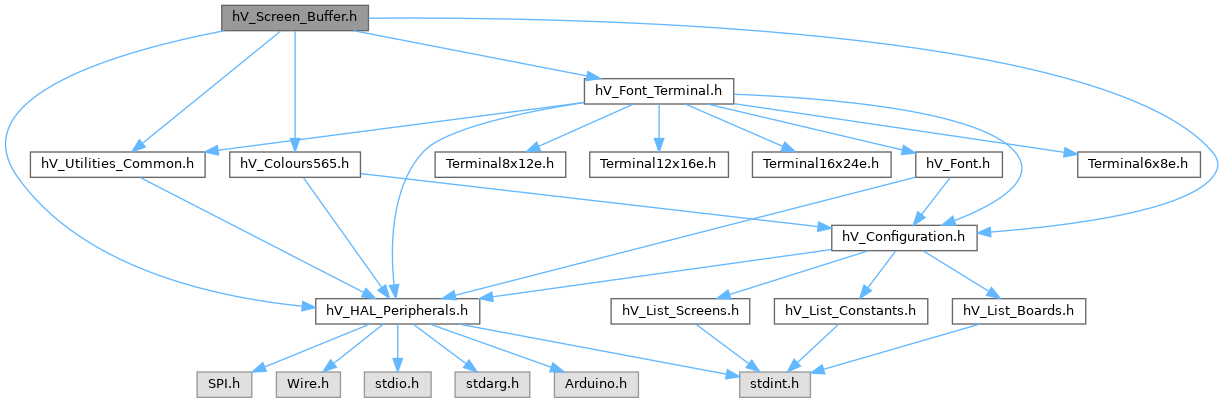 hV_Screen_Buffer.h
hV_Font_Terminal.h
hV_Utilities_Common.h
hV_Colours565.h
Terminal8x12e.h
Terminal12x16e.h
Terminal16x24e.h
hV_Font.h
Terminal6x8e.h
hV_Configuration.h
hV_HAL_Peripherals.h
hV_List_Screens.h
hV_List_Constants.h
hV_List_Boards.h
SPI.h
Wire.h
stdio.h
stdarg.h
Arduino.h
stdint.h